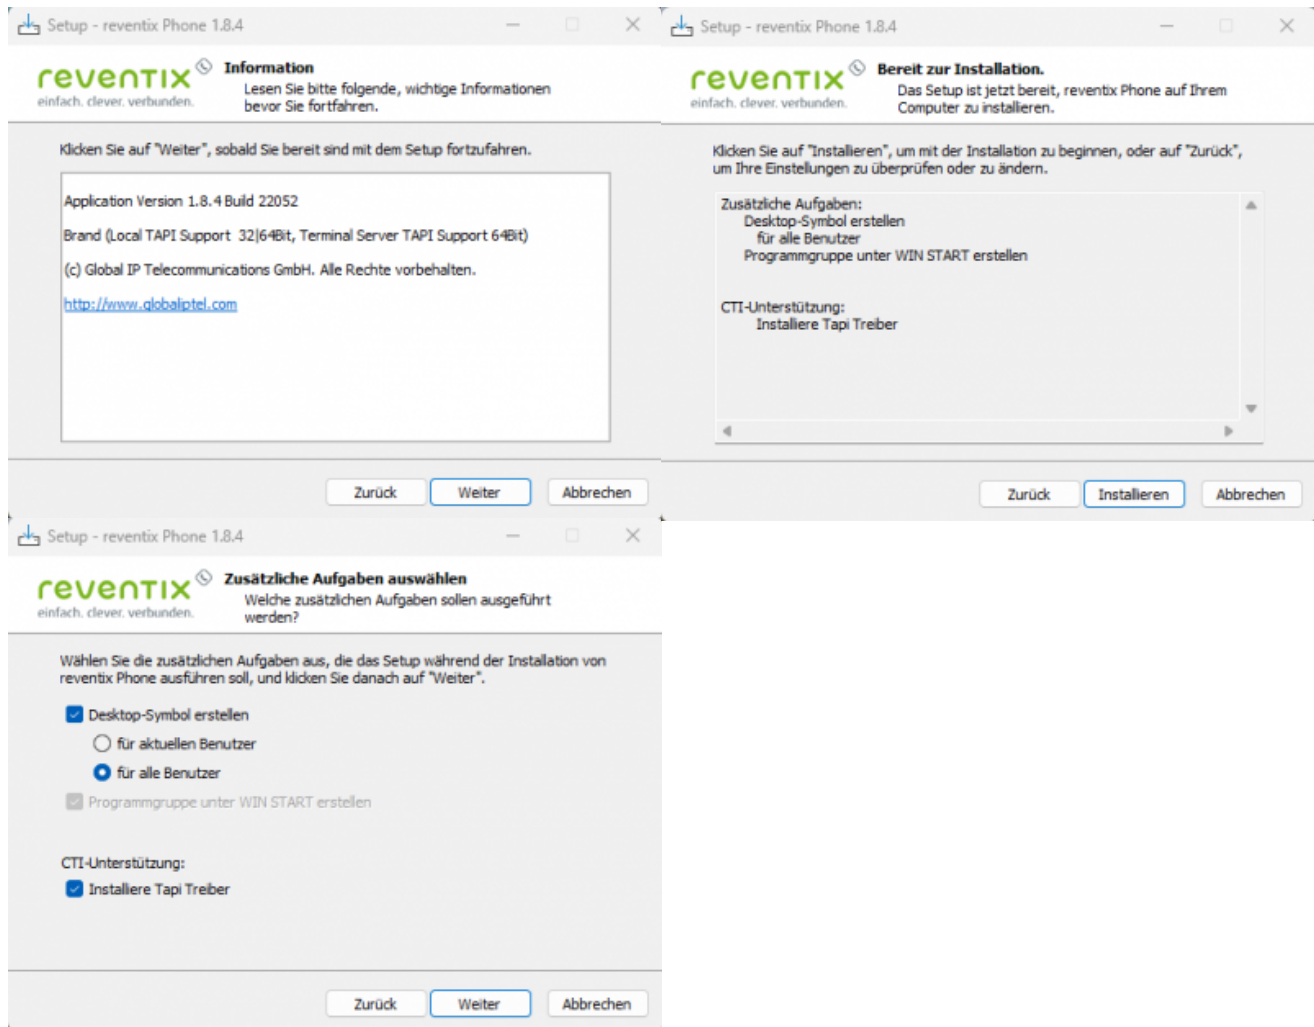 Setup - reventix Phone 1.8.4
reventix
einfach. clever. verbunden.
Information
Lesen Sie bitte folgende, wichtige Informationen
bevor Sie fortfahren.
Klicken Sie auf "Weiter", sobald Sie bereit sind mit dem Setup fortzufahren.
Application Version 1.8.4 Build 22052
Brand (Local TAPI Support 32|64Bit, Terminal Server TAPI Support 64Bit)
(c) Global IP Telecommunications GmbH. Alle Rechte vorbehalten.
http://www.globaliptel.com
Zurück Weiter Abbrechen
Setup - reventix Phone 1.8.4
reventix
einfach. clever. verbunden.
Bereit zur Installation.
Das Setup ist jetzt bereit, reventix Phone auf Ihrem
Computer zu installieren.
Klicken Sie auf "Installieren", um mit der Installation zu beginnen, oder auf "Zurück",
um Ihre Einstellungen zu überprüfen oder zu ändern.
Zusätzliche Aufgaben:
Desktop-Symbol erstellen
für alle Benutzer
Programmgruppe unter WIN START erstellen
CTI-Unterstützung:
Installiere Tapi Treiber
Zurück Installieren Abbrechen
Setup - reventix Phone 1.8.4
reventix
einfach. clever. verbunden.
Zusätzliche Aufgaben auswählen
Welche zusätzlichen Aufgaben sollen ausgeführt
werden?
Wählen Sie die zusätzlichen Aufgaben aus, die das Setup während der Installation von
reventix Phone ausführen soll, und klicken Sie danach auf "Weiter".
Desktop-Symbol erstellen
für aktuellen Benutzer
für alle Benutzer
Programmgruppe unter WIN START erstellen
CTI-Unterstützung:
Installiere Tapi Treiber
Zurück Weiter Abbrechen